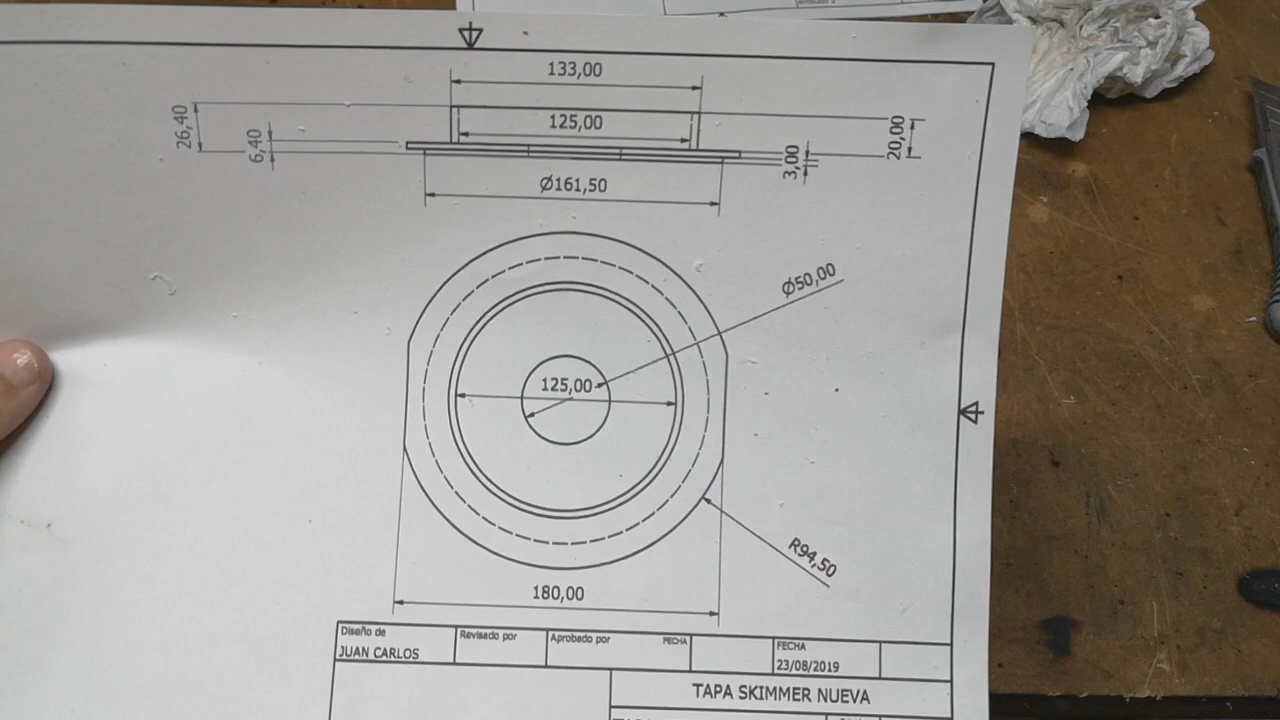 133,00
26,40
6,40
125,00
20,00
3,00
Ø161,50
Ø50,00
125,00
R94,50
180,00
Diseño de
JUAN CARLOS
Revisado por
Aprobado por
FECHA
FECHA
23/08/2019
TAPA SKIMMER NUEVA